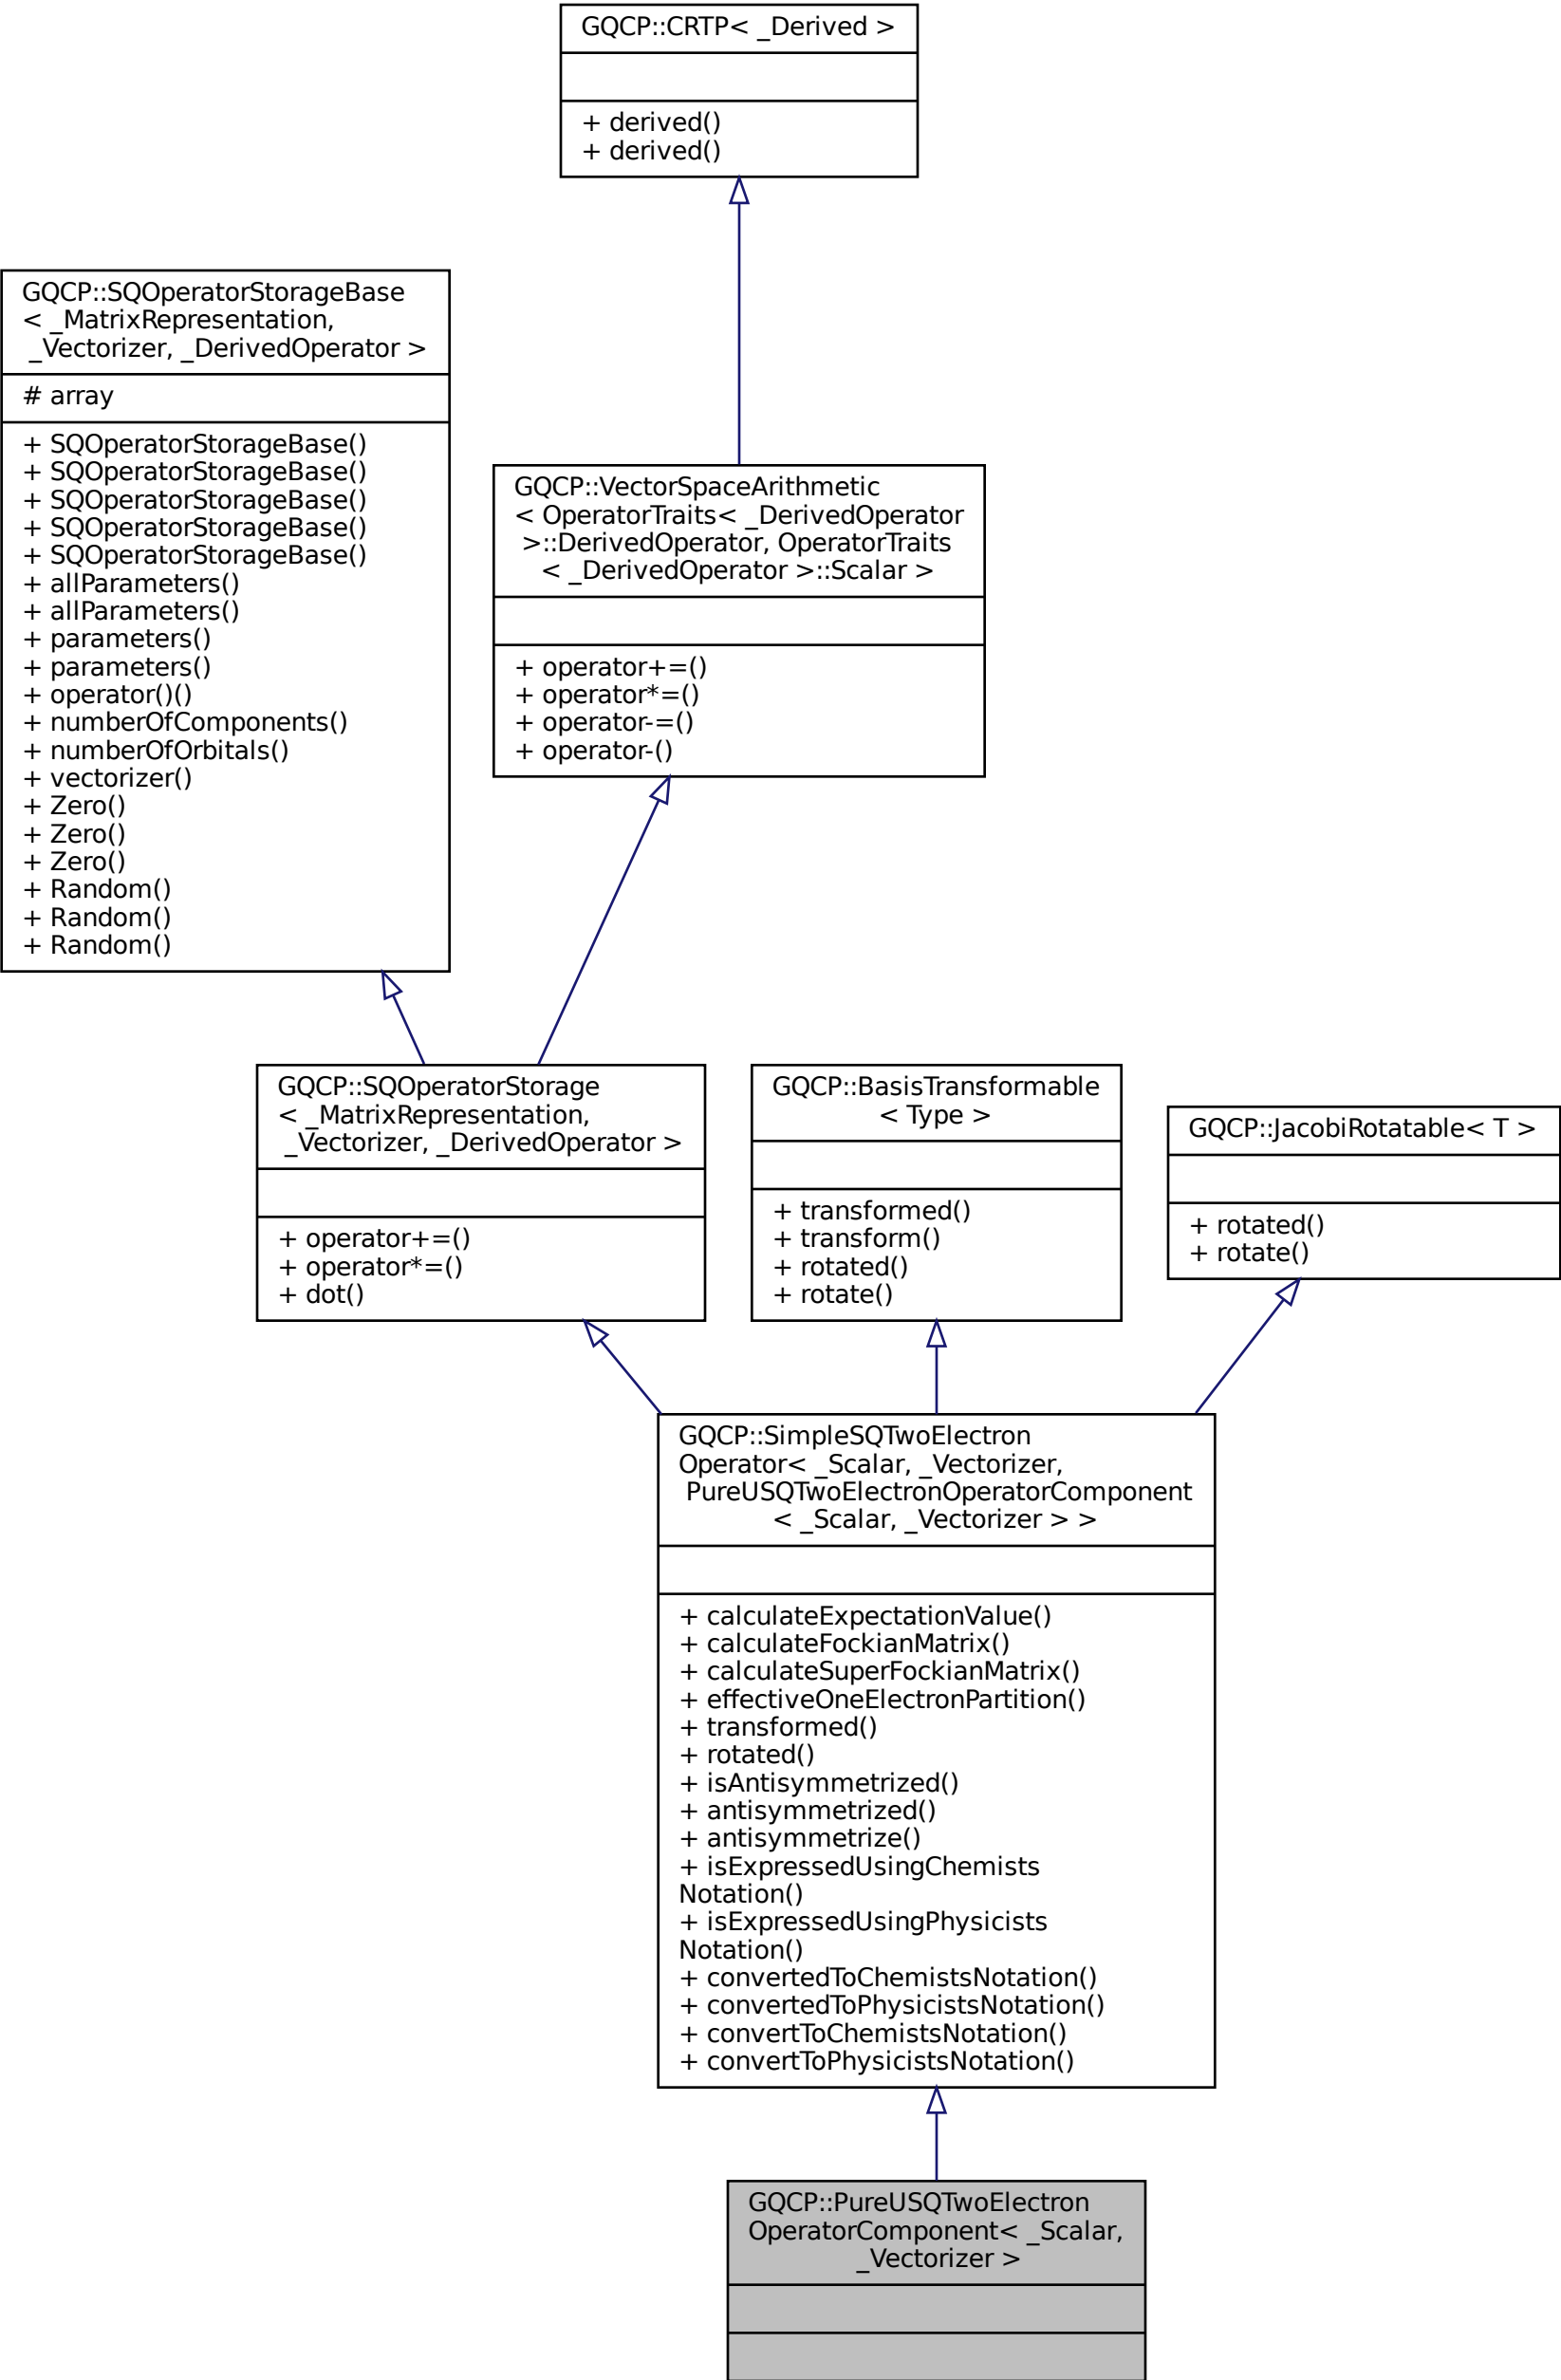 GQCP::CRTP< _Derived >
+ derived()
+ derived()
GQCP::SQOperatorStorageBase
< _MatrixRepresentation,
_Vectorizer, _DerivedOperator >
# array
+ SQOperatorStorageBase()
+ SQOperatorStorageBase()
+ SQOperatorStorageBase()
+ SQOperatorStorageBase()
+ SQOperatorStorageBase()
+ allParameters()
+ allParameters()
+ parameters()
+ parameters()
+ operator()()
+ numberOfComponents()
+ numberOfOrbitals()
+ vectorizer()
+ Zero()
+ Zero()
+ Zero()
+ Random()
+ Random()
+ Random()
GQCP::VectorSpaceArithmetic
< OperatorTraits< _DerivedOperator
>::DerivedOperator, OperatorTraits
< _DerivedOperator >::Scalar >
+ operator+=()
+ operator*=()
+ operator-=()
+ operator-()
GQCP::SQOperatorStorage
< _MatrixRepresentation,
_Vectorizer, _DerivedOperator >
+ operator+=()
+ operator*=()
+ dot()
GQCP::BasisTransformable
< Type >
+ transformed()
+ transform()
+ rotated()
+ rotate()
GQCP::JacobiRotatable< T >
+ rotated()
+ rotate()
GQCP::SimpleSQTwoElectron
Operator< _Scalar, _Vectorizer,
PureUSQTwoElectronOperatorComponent
< _Scalar, _Vectorizer > >
+ calculateExpectationValue()
+ calculateFockianMatrix()
+ calculateSuperFockianMatrix()
+ effectiveOneElectronPartition()
+ transformed()
+ rotated()
+ isAntisymmetrized()
+ antisymmetrized()
+ antisymmetrize()
+ isExpressedUsingChemists
Notation()
+ isExpressedUsingPhysicists
Notation()
+ convertedToChemistsNotation()
+ convertedToPhysicistsNotation()
+ convertToChemistsNotation()
+ convertToPhysicistsNotation()
GQCP::PureUSQTwoElectron
OperatorComponent< _Scalar,
_Vectorizer >